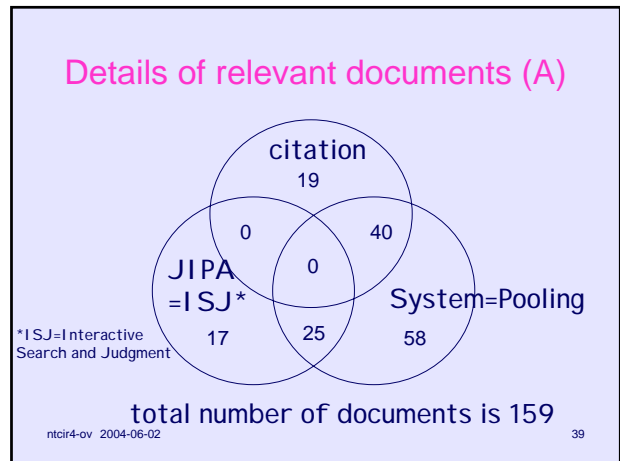 Details of relevant documents (A)
citation
19
0
40
JIPA
=ISJ*
0
System=Pooling
17
25
58
*ISJ=Interactive
Search and Judgment
total number of documents is 159
ntcir4-ov 2004-06-02
39